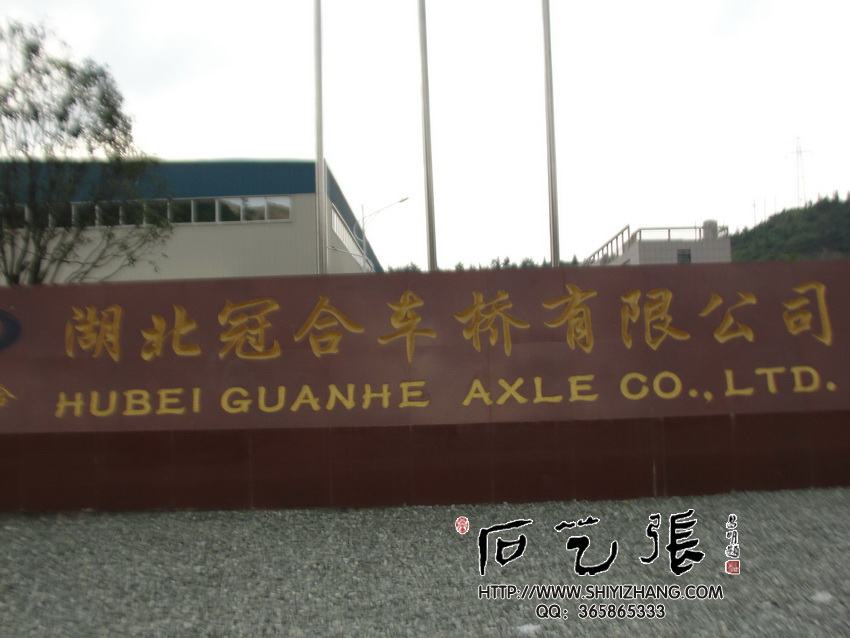 湖北冠合车桥有限公司
HUBEI GUANHE AXLE CO., LTD.
合
石艺張
HTTP://WWW.SHIYIZHANG.COM
QQ: 365865333